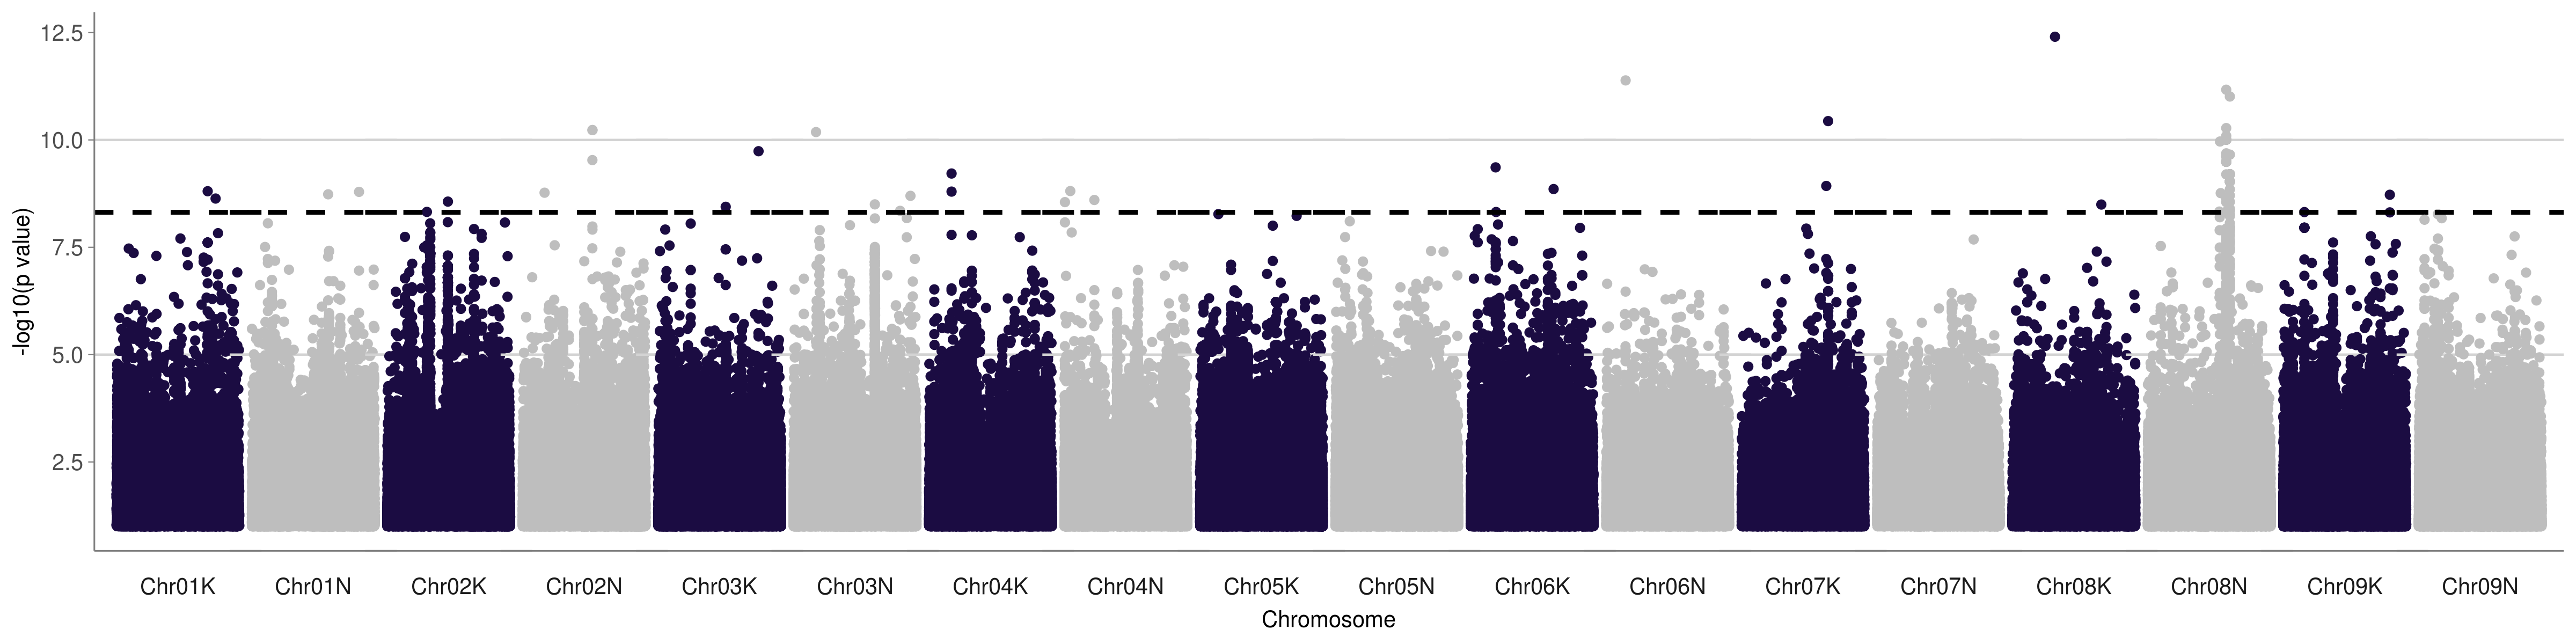 12.5
10.0
7.5
5.0
2.5
-log10(p value)
Chr01K Chr01N Chr02K Chr02N Chr03K Chr03N Chr04K Chr04N Chr05K Chr05N Chr06K Chr06N Chr07K Chr07N Chr08K Chr08N Chr09K Chr09N
Chromosome